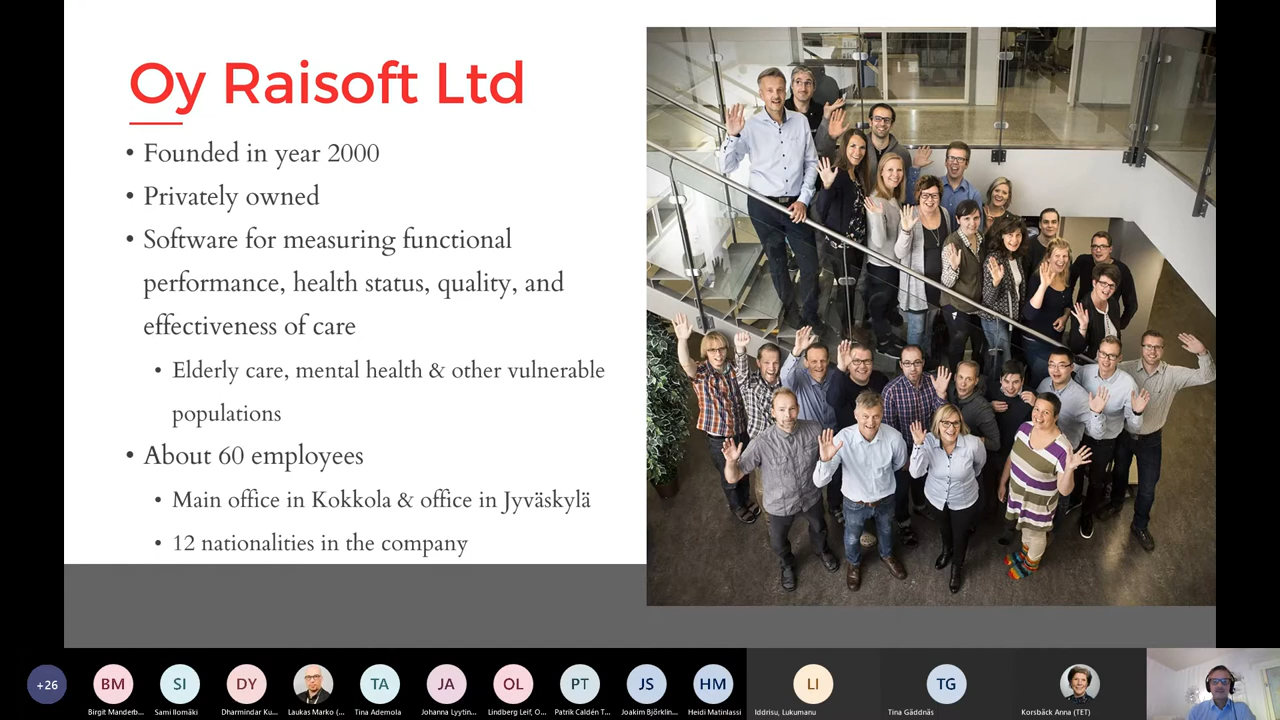 Oy Raisoft Ltd
• Founded in year 2000
• Privately owned
• Software for measuring functional
performance, health status, quality, and
effectiveness of care
• Elderly care, mental health & other vulnerable
populations
• About 60 employees
• Main office in Kokkola & office in Jyväskylä
• 12 nationalities in the company
+26 BM SI DY TA JA OL PT JS HM LI TG
Birgit Manderb... Sami Ilomäki Dharmindar Ku... Laukas Marko (... Tina Ademola Johanna Lyytin... Lindberg Leif, O... Patrik Caldén T... Joakim Björklin... Heidi Matinlassi Iddrisu, Lukumanu Tina Gäddnäs Korsbäck Anna (TET)